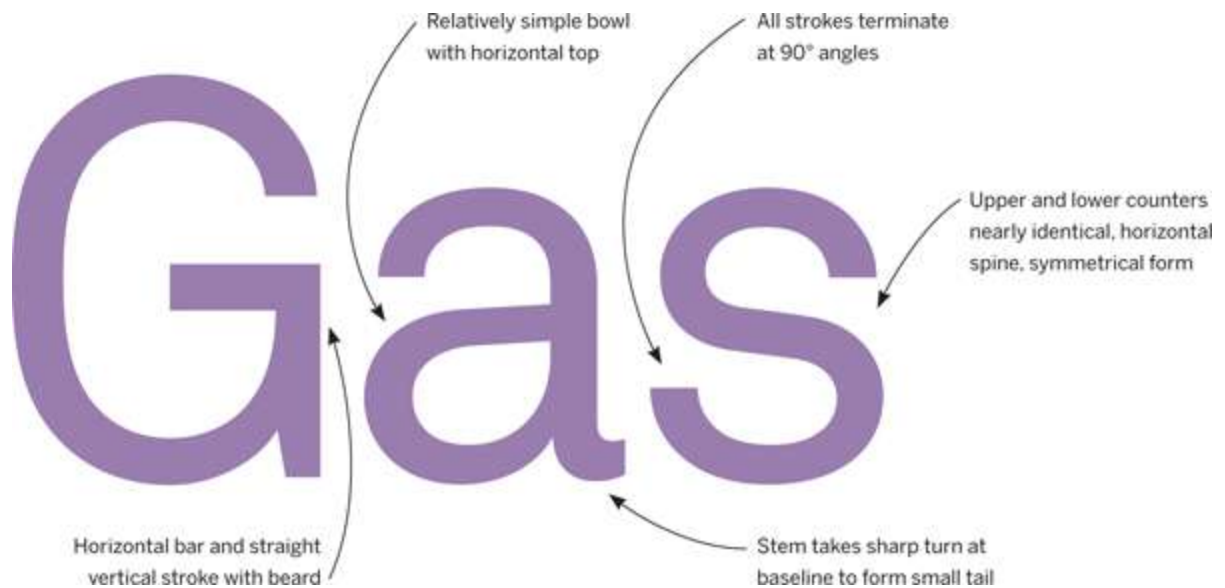 Relatively simple bowl
with horizontal top
All strokes terminate
at 90° angles
Gas
Upper and lower counters
nearly identical, horizontal
spine, symmetrical form
Horizontal bar and straight
vertical stroke with beard
Stem takes sharp turn at
baseline to form small tail